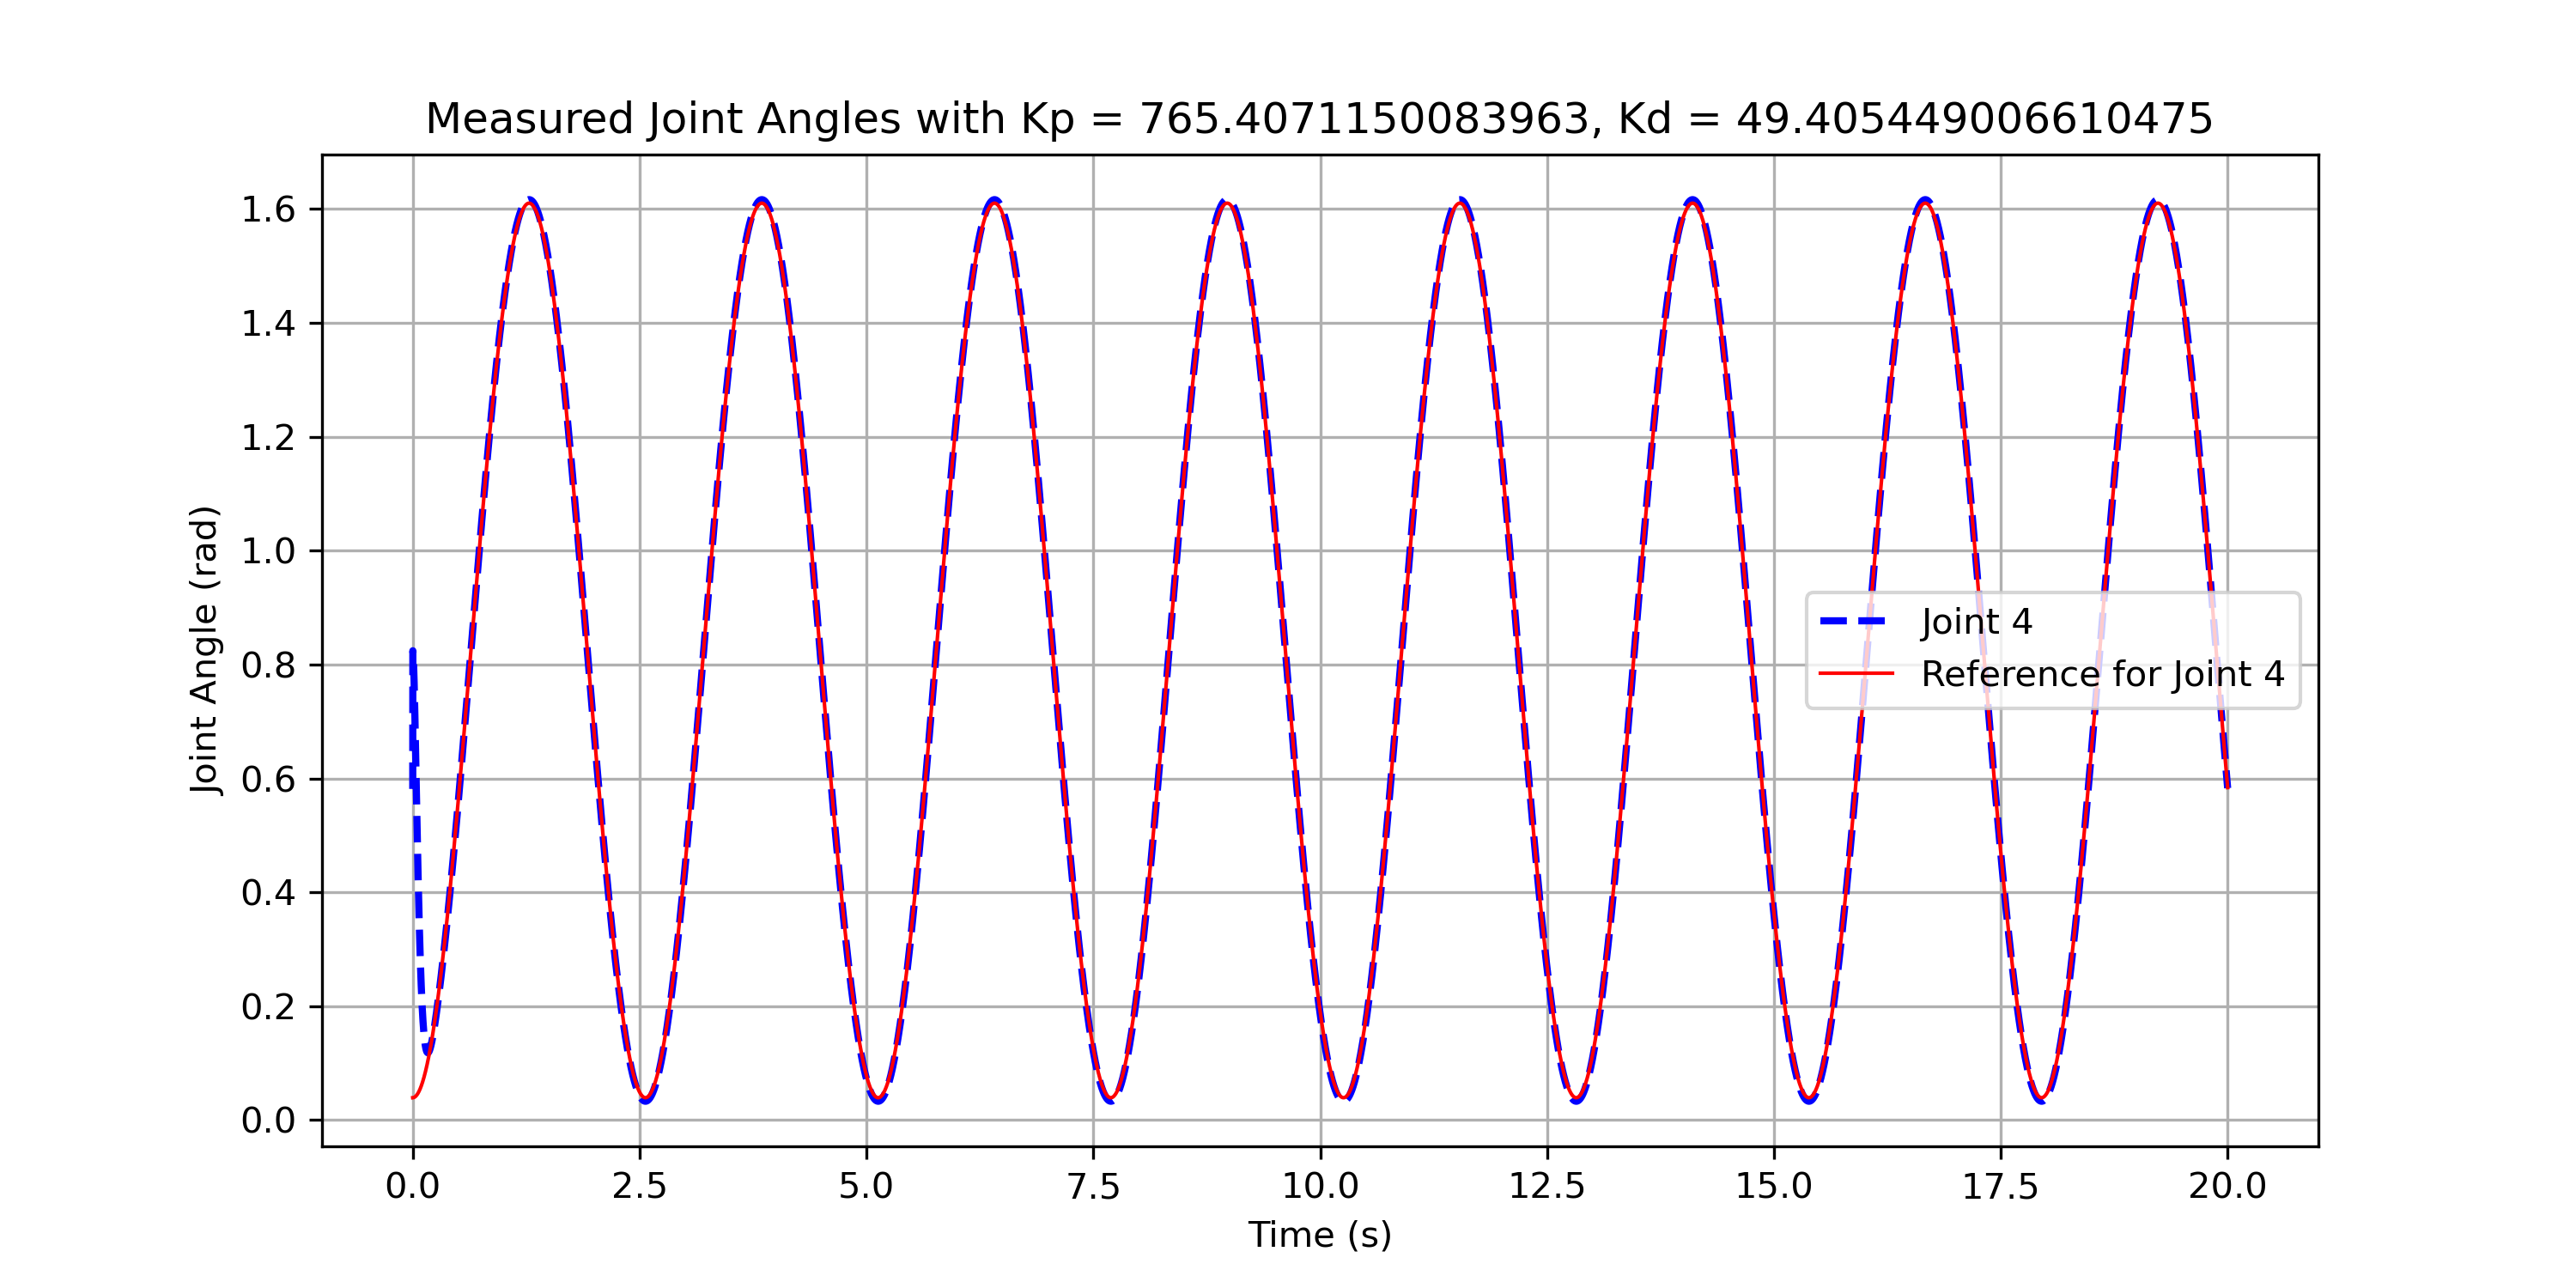 Measured Joint Angles with Kp = 765.4071150083963, Kd = 49.405449006610475
Joint Angle (rad)
1.6
1.4
1.2
1.0
0.8
0.6
0.4
0.2
0.0
Joint 4
Reference for Joint 4
0.0 2.5 5.0 7.5 10.0 12.5 15.0 17.5 20.0
Time (s)